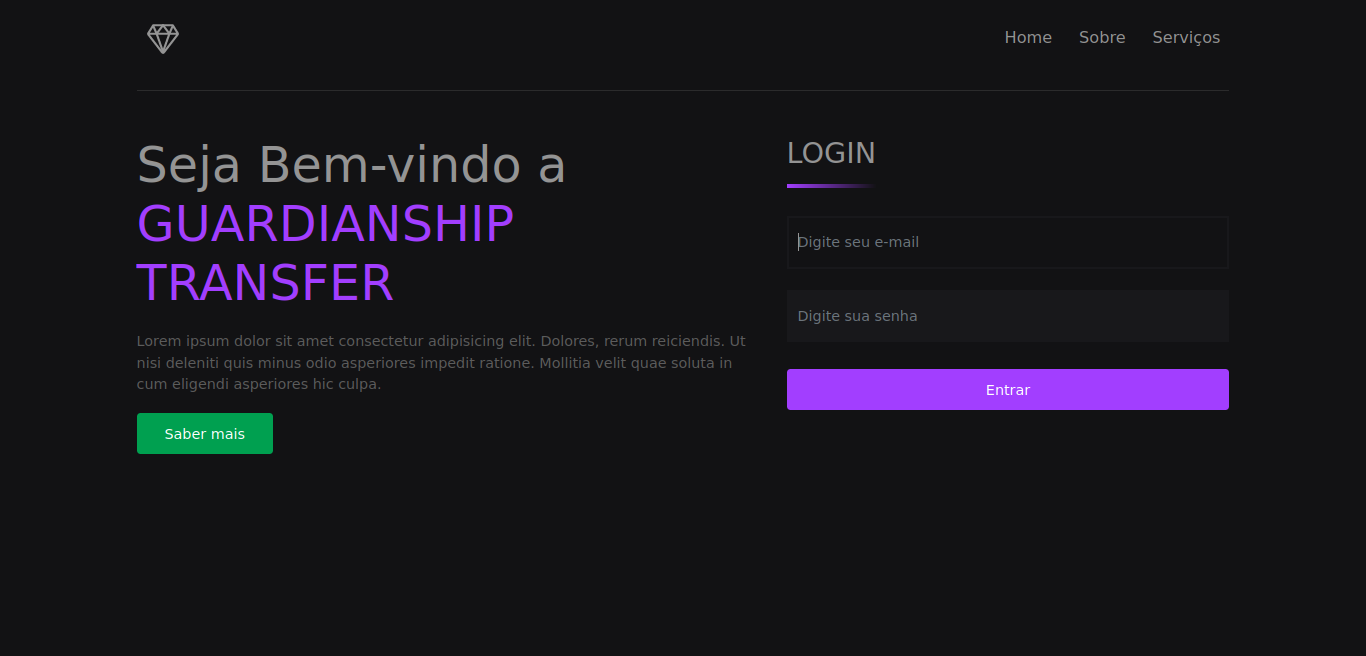 Home Sobre Serviços
Seja Bem-vindo a
GUARDIANSHIP
TRANSFER
Lorem ipsum dolor sit amet consectetur adipisicing elit. Dolores, rerum reiciendis. Ut
nisi deleniti quis minus odio asperiores impedit ratione. Mollitia velit quae soluta in
cum eligendi asperiores hic culpa.
Saber mais
LOGIN
Digite seu e-mail
Digite sua senha
Entrar